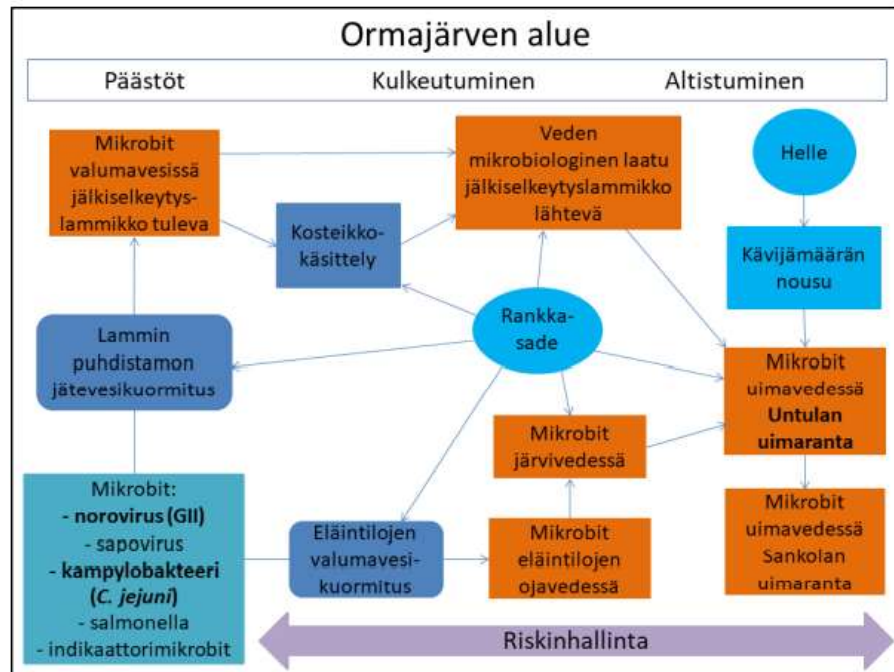 Ormajärven alue
Päästöt
Kulkeutuminen
Altistuminen
Mikrobit
valumavesissä
jälkiselkeytys-
lammikko tuleva
Kosteikko-
käsittely
Veden
mikrobiologinen laatu
jälkiselkeytyslammikko
lähtevä
Helle
Kävijämäärän
nousu
Lammin
puhdistamon
jätevesikuormitus
Rankka-
sade
Mikrobit
uimavedessä
Untulan
uimaranta
Mikrobit
järvivedessä
Mikrobit:
- norovirus (GII)
- sapovirus
- kampylobakteeri
(C. jejuni)
- salmonella
- indikaattorimikrobit
Eläintilojen
valumavesi-
kuormitus
Mikrobit
eläintilojen
ojavedessä
Mikrobit
uimavedessä
Sankolan
uimaranta
Riskinhallinta